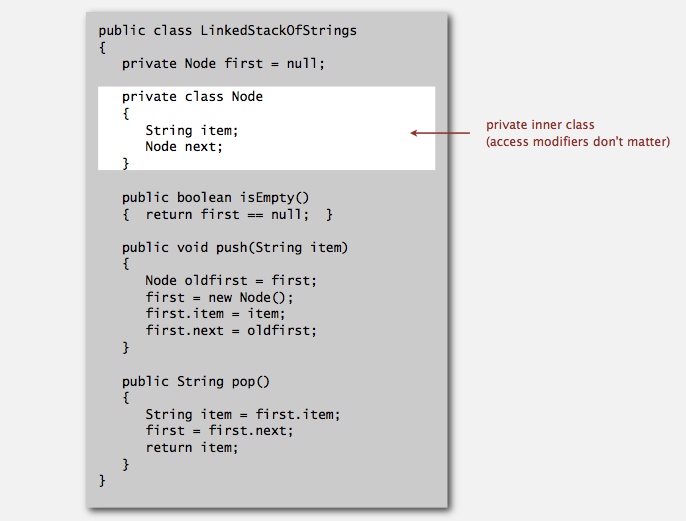 public class LinkedStackOfStrings
{
private Node first = null;
private class Node
{
String item;
Node next;
}
private inner class
(access modifiers don't matter)
public boolean isEmpty()
{ return first == null; }
public void push(String item)
{
Node oldfirst = first;
first = new Node();
first.item = item;
first.next = oldfirst;
}
public String pop()
{
String item = first.item;
first = first.next;
return item;
}
}